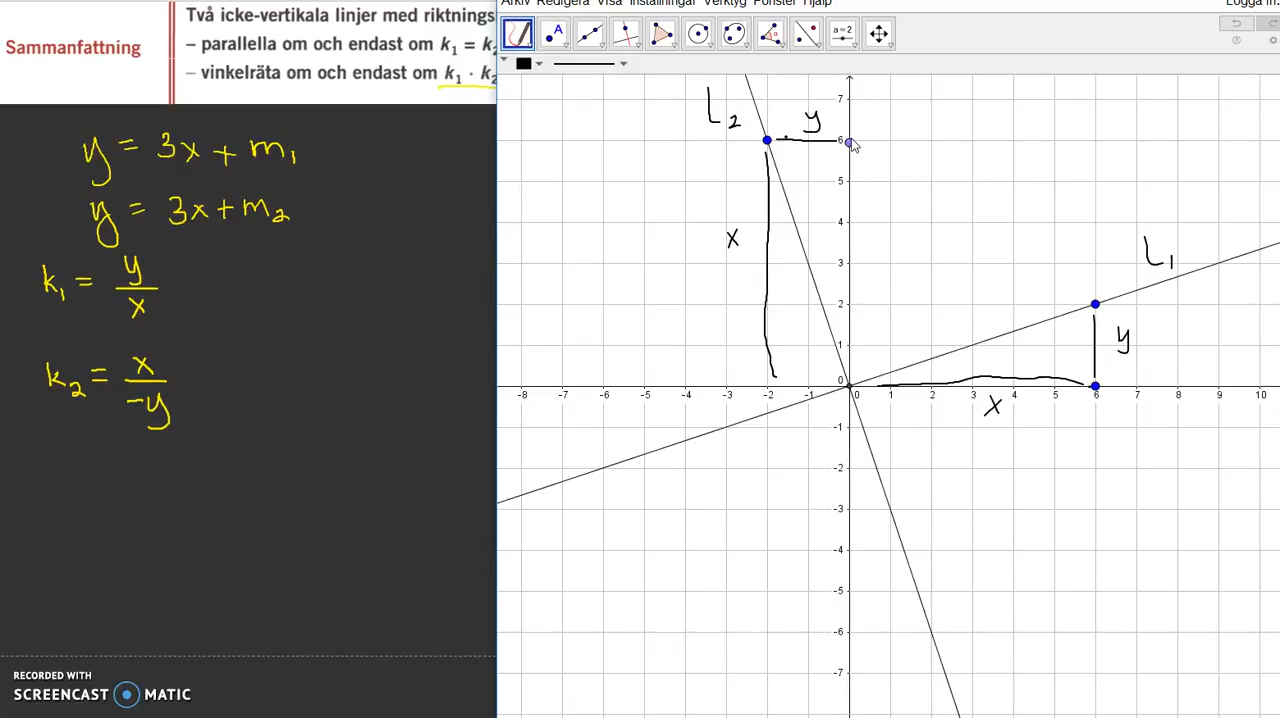 Arkiv Redigera Visa Inställningar Verktyg Fönster Hjälp
Logga in
Sammanfattning
Två icke-vertikala linjer med riktnings
– parallella om och endast om k₁ = k₂
– vinkelräta om och endast om k₁ · k₂
y = 3x + m₁
y = 3x + m₂
k₁ = y/x
k₂ = x/-y
a=2
A
L₂
y
x
L₁
y
x
7
6
5
4
3
2
1
0
-1
-2
-3
-4
-5
-6
-7
-8 -7 -6 -5 -4 -3 -2 -1 0 1 2 3 4 5 6 7 8 9 10
RECORDED WITH
SCREENCAST MATIC